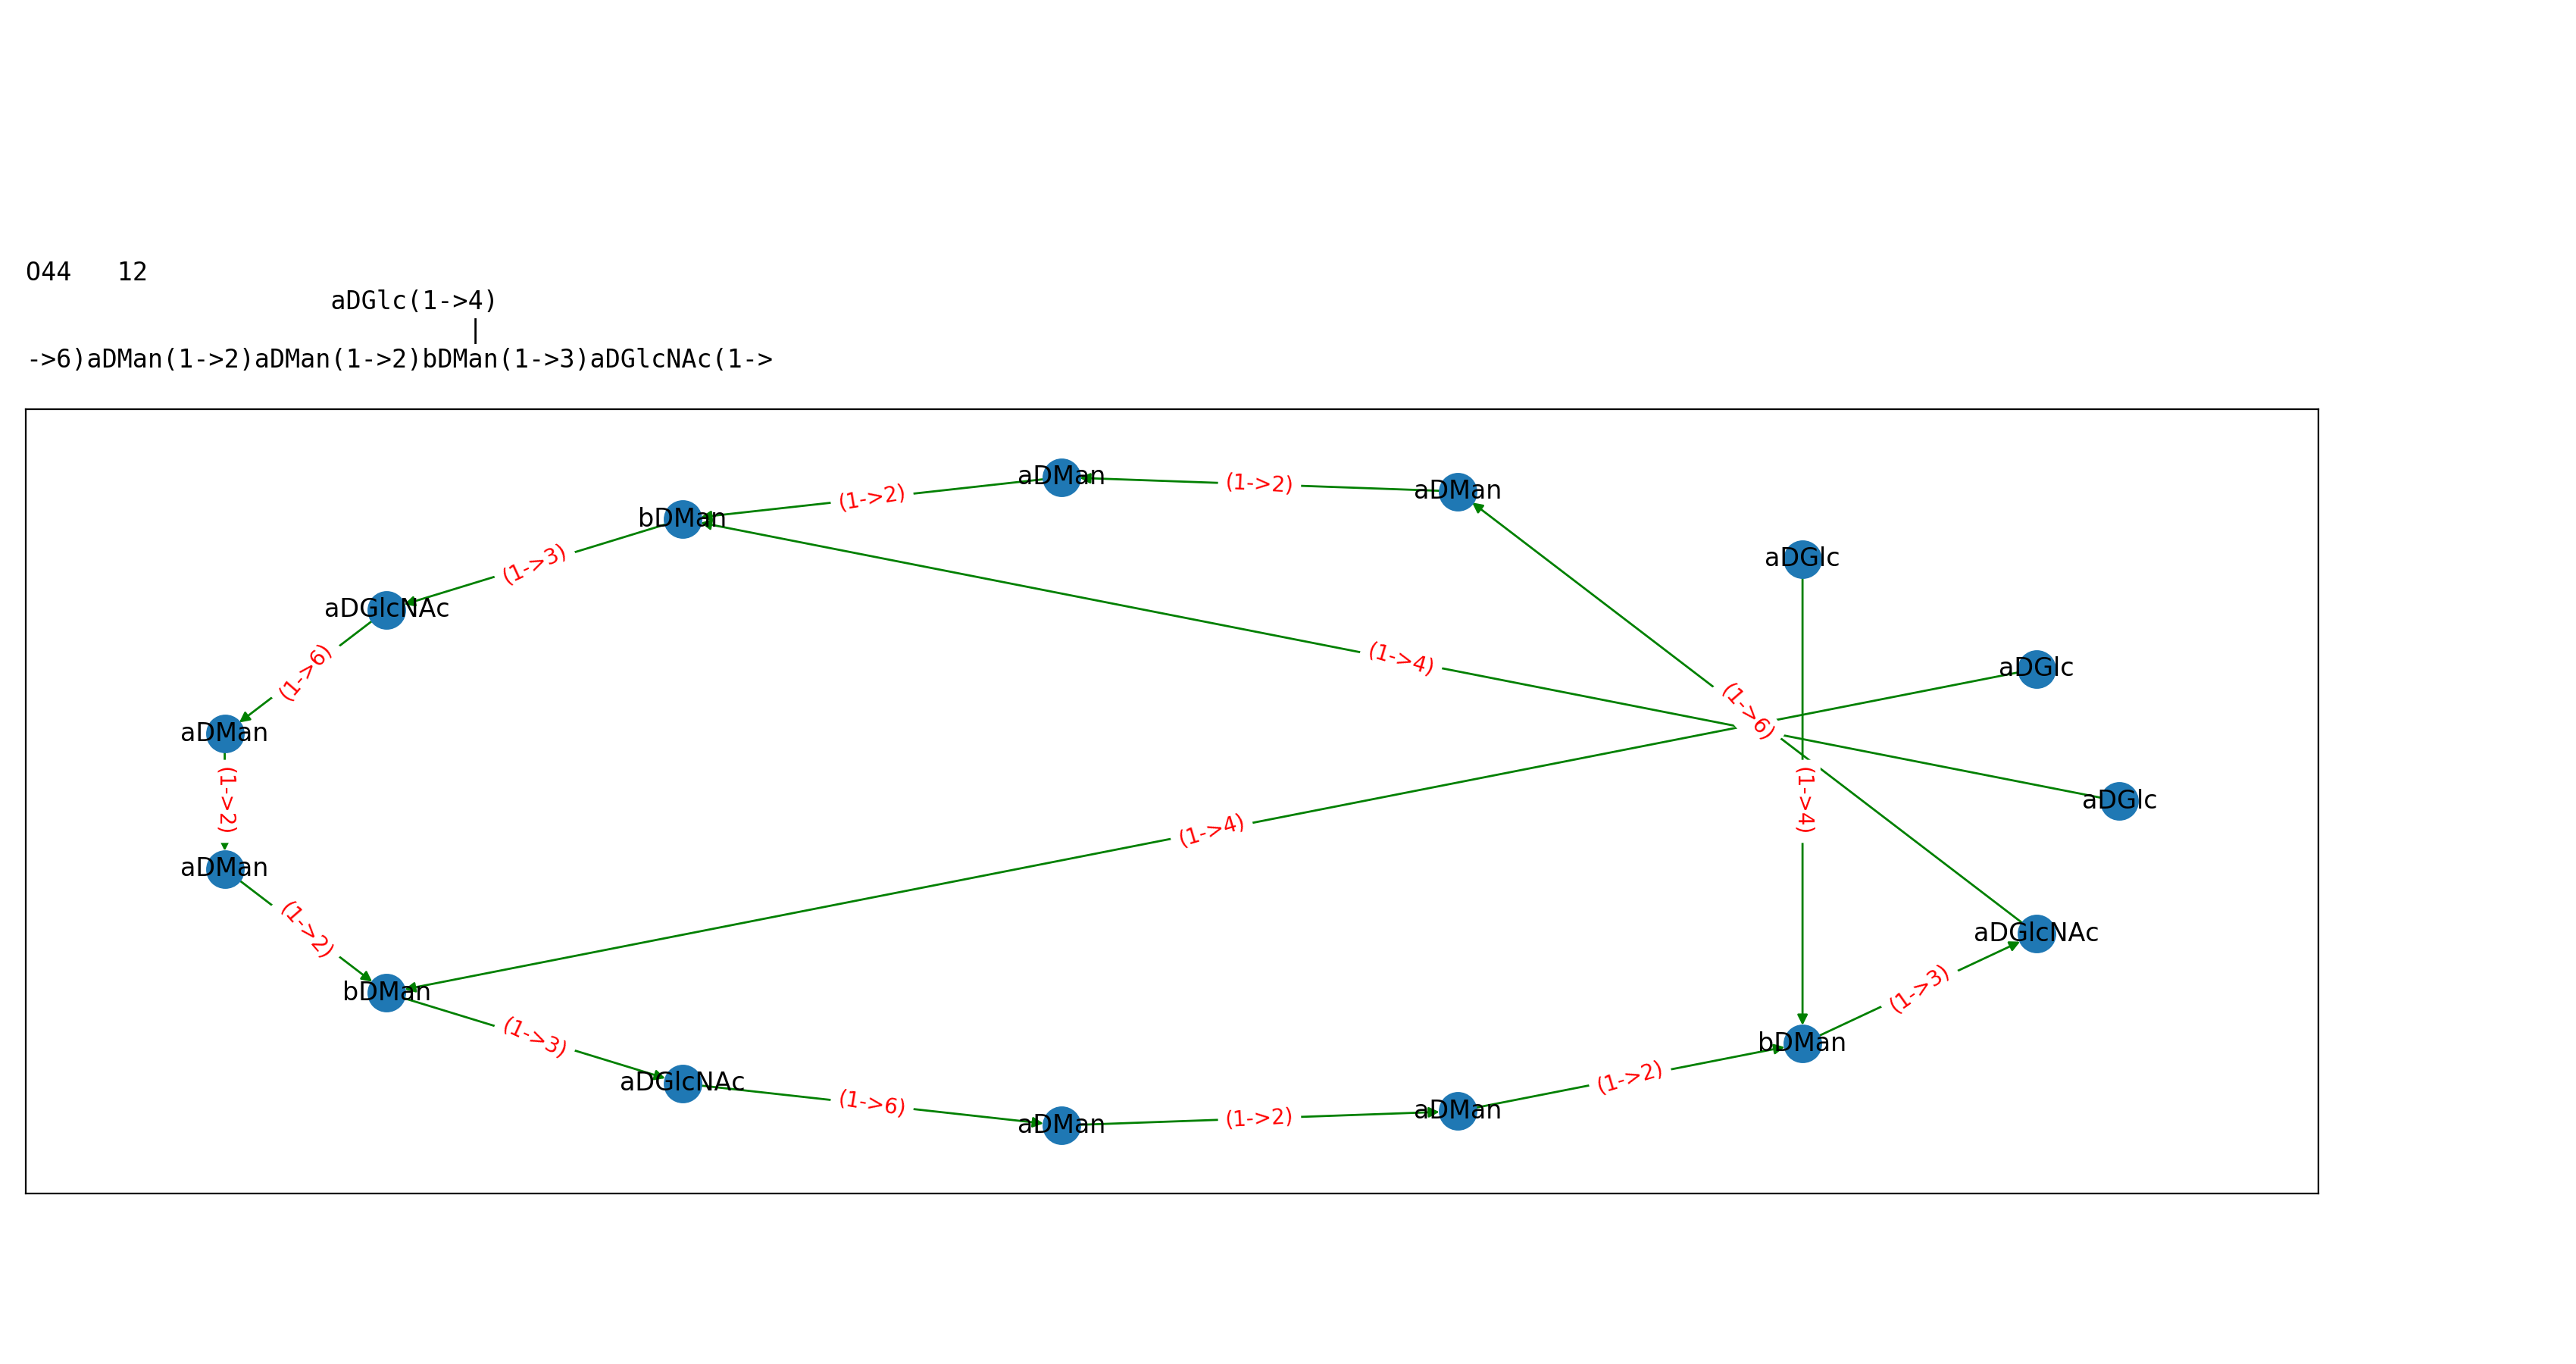 O44   12
aDGlc(1->4)
|
->6)aDMan(1->2)aDMan(1->2)bDMan(1->3)aDGlcNAc(1->
aDMan
(1->2)
aDMan
(1->2)
bDMan
aDGlc
(1->3)
aDGlcNAc
(1->4)
(1->6)
aDGlc
(1->6)
aDMan
(1->2)
(1->4)
(1->4)
aDGlc
aDMan
(1->2)
aDGlcNAc
bDMan
(1->3)
(1->3)
bDMan
aDGlcNAc
(1->6)
aDMan
(1->2)
aDMan
(1->2)